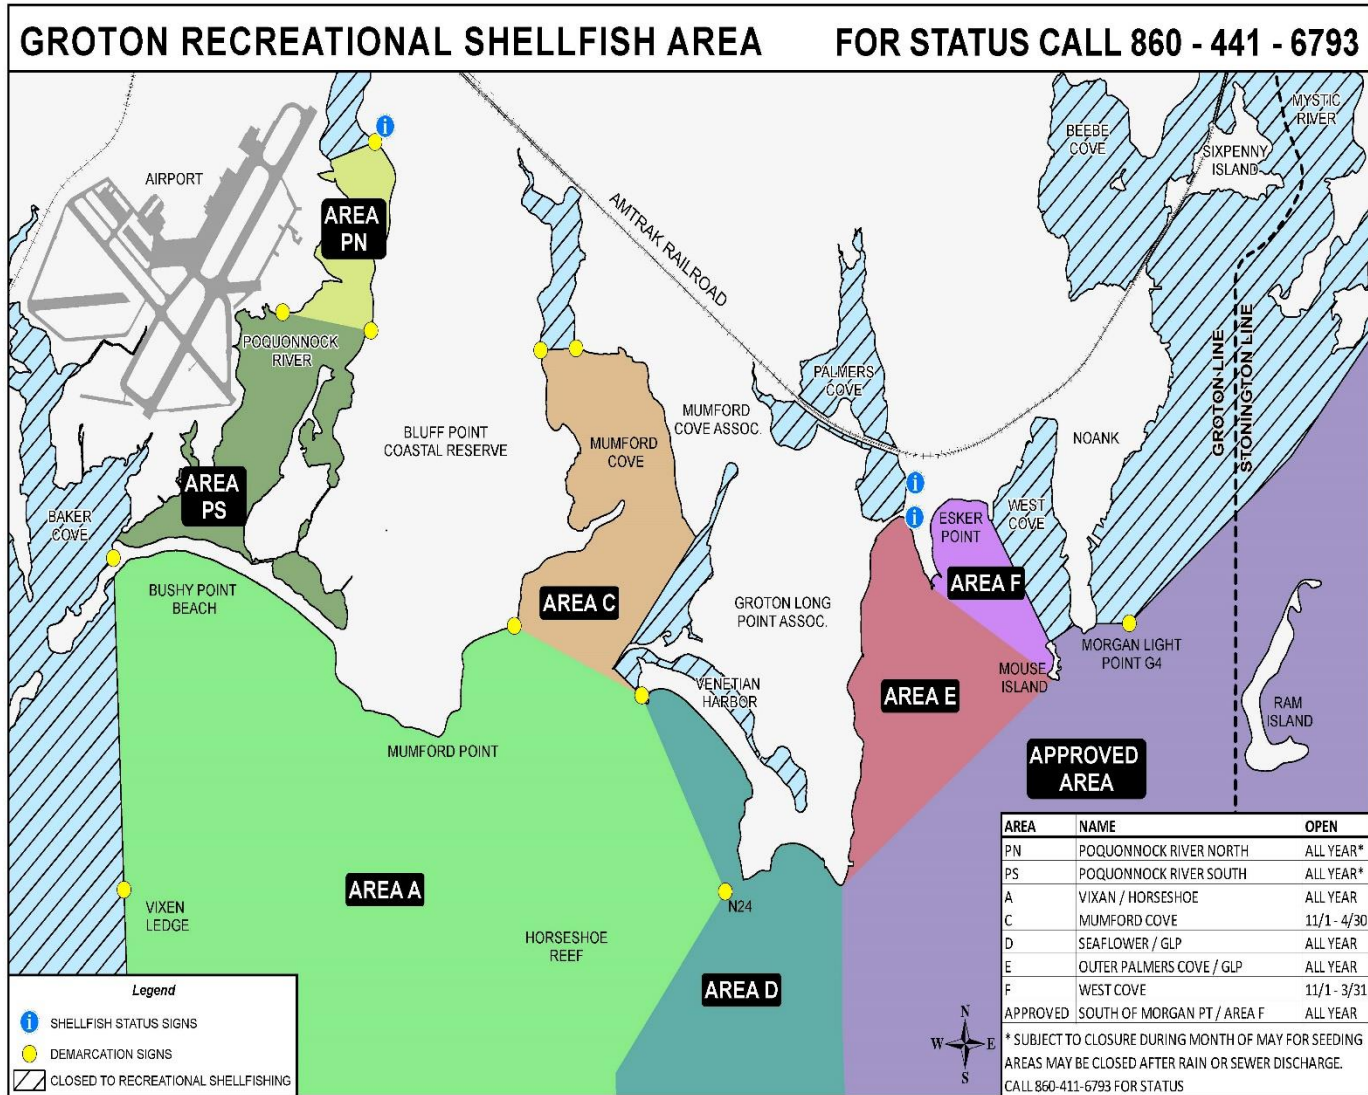 GROTON RECREATIONAL SHELLFISH AREA FOR STATUS CALL 860 - 441 - 6793
MYSTIC
RIVER
BEEBE
COVE
SIXPENNY
ISLAND
AIRPORT
AREA
PN
AMTRAK RAILROAD
POQUONNOCK
RIVER
PALMERS
COVE
GROTON LINE
STONINGTON LINE
BLUFF POINT
COASTAL RESERVE
MUMFORD
COVE
MUMFORD
COVE ASSOC.
NOANK
AREA
PS
BAKER
COVE
ESKER
POINT
WEST
COVE
BUSHY POINT
BEACH
AREA C
GROTON LONG
POINT ASSOC.
AREA F
MORGAN LIGHT
POINT G4
MOUSE
ISLAND
VENETIAN
HARBOR
AREA E
RAM
ISLAND
MUMFORD POINT
APPROVED
AREA
AREA A
VIXEN
LEDGE
N24
HORSESHOE
REEF
AREA D
Legend
i SHELLFISH STATUS SIGNS
DEMARCATION SIGNS
CLOSED TO RECREATIONAL SHELLFISHING
N
W E
S
AREA NAME OPEN
PN POQUONNOCK RIVER NORTH ALL YEAR*
PS POQUONNOCK RIVER SOUTH ALL YEAR*
A VIXAN / HORSESHOE ALL YEAR
C MUMFORD COVE 11/1 - 4/30
D SEAFLOWER / GLP ALL YEAR
E OUTER PALMERS COVE / GLP ALL YEAR
F WEST COVE 11/1 - 3/31
APPROVED SOUTH OF MORGAN PT / AREA F ALL YEAR
* SUBJECT TO CLOSURE DURING MONTH OF MAY FOR SEEDING
AREAS MAY BE CLOSED AFTER RAIN OR SEWER DISCHARGE.
CALL 860-411-6793 FOR STATUS